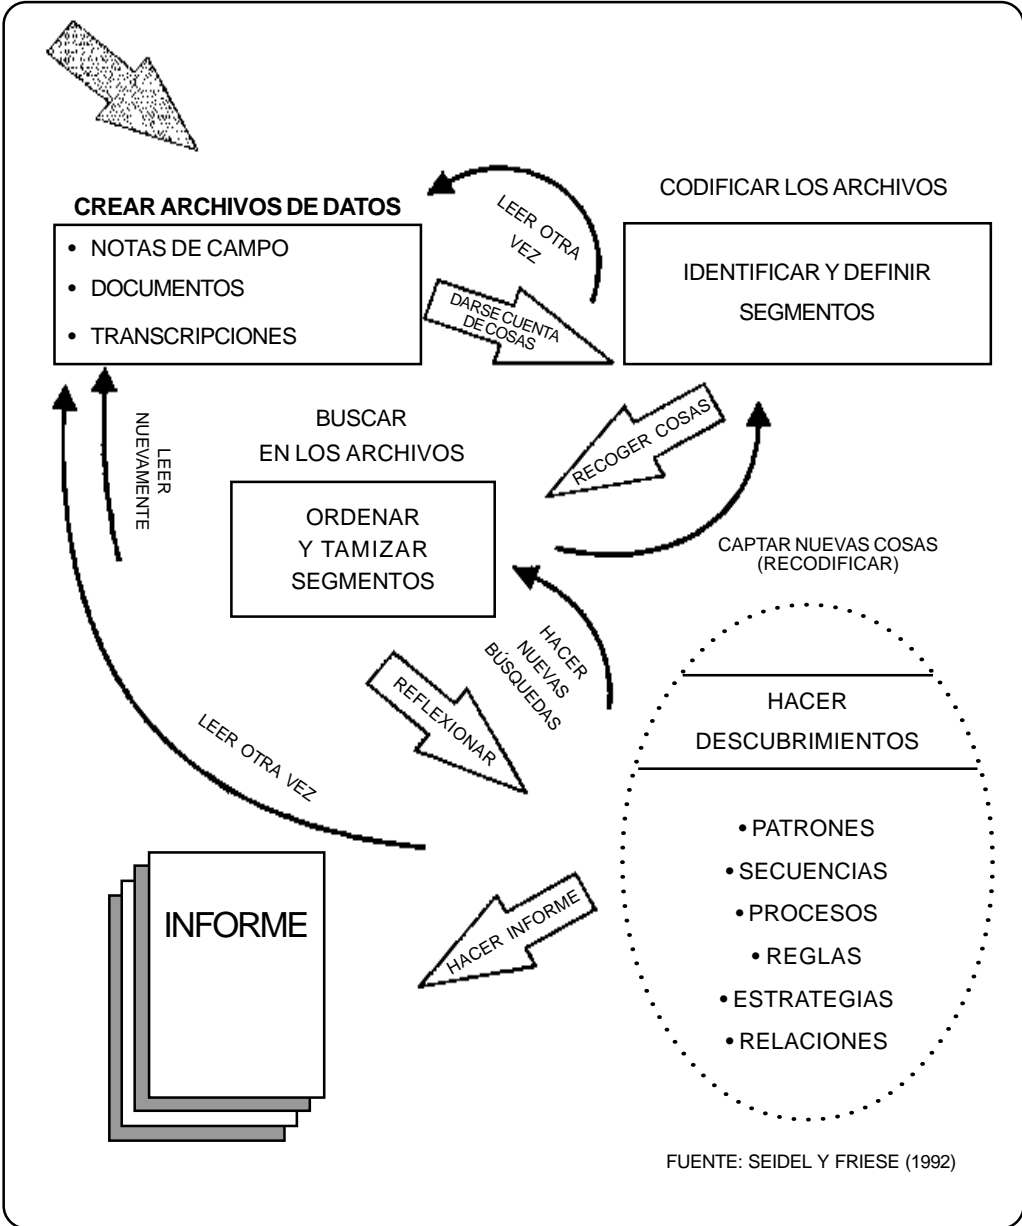 CREAR ARCHIVOS DE DATOS
• NOTAS DE CAMPO
• DOCUMENTOS
• TRANSCRIPCIONES
LEER OTRA
VEZ
DARSE CUENTA
DE COSAS
CODIFICAR LOS ARCHIVOS
IDENTIFICAR Y DEFINIR
SEGMENTOS
LEER
NUEVAMENTE
BUSCAR
EN LOS ARCHIVOS
ORDENAR
Y TAMIZAR
SEGMENTOS
RECOGER COSAS
CAPTAR NUEVAS COSAS
(RECODIFICAR)
HACER
NUEVAS
BÚSQUEDAS
REFLEXIONAR
LEER OTRA VEZ
HACER
DESCUBRIMIENTOS
• PATRONES
• SECUENCIAS
• PROCESOS
• REGLAS
• ESTRATEGIAS
• RELACIONES
HACER INFORME
INFORME
FUENTE: SEIDEL Y FRIESE (1992)